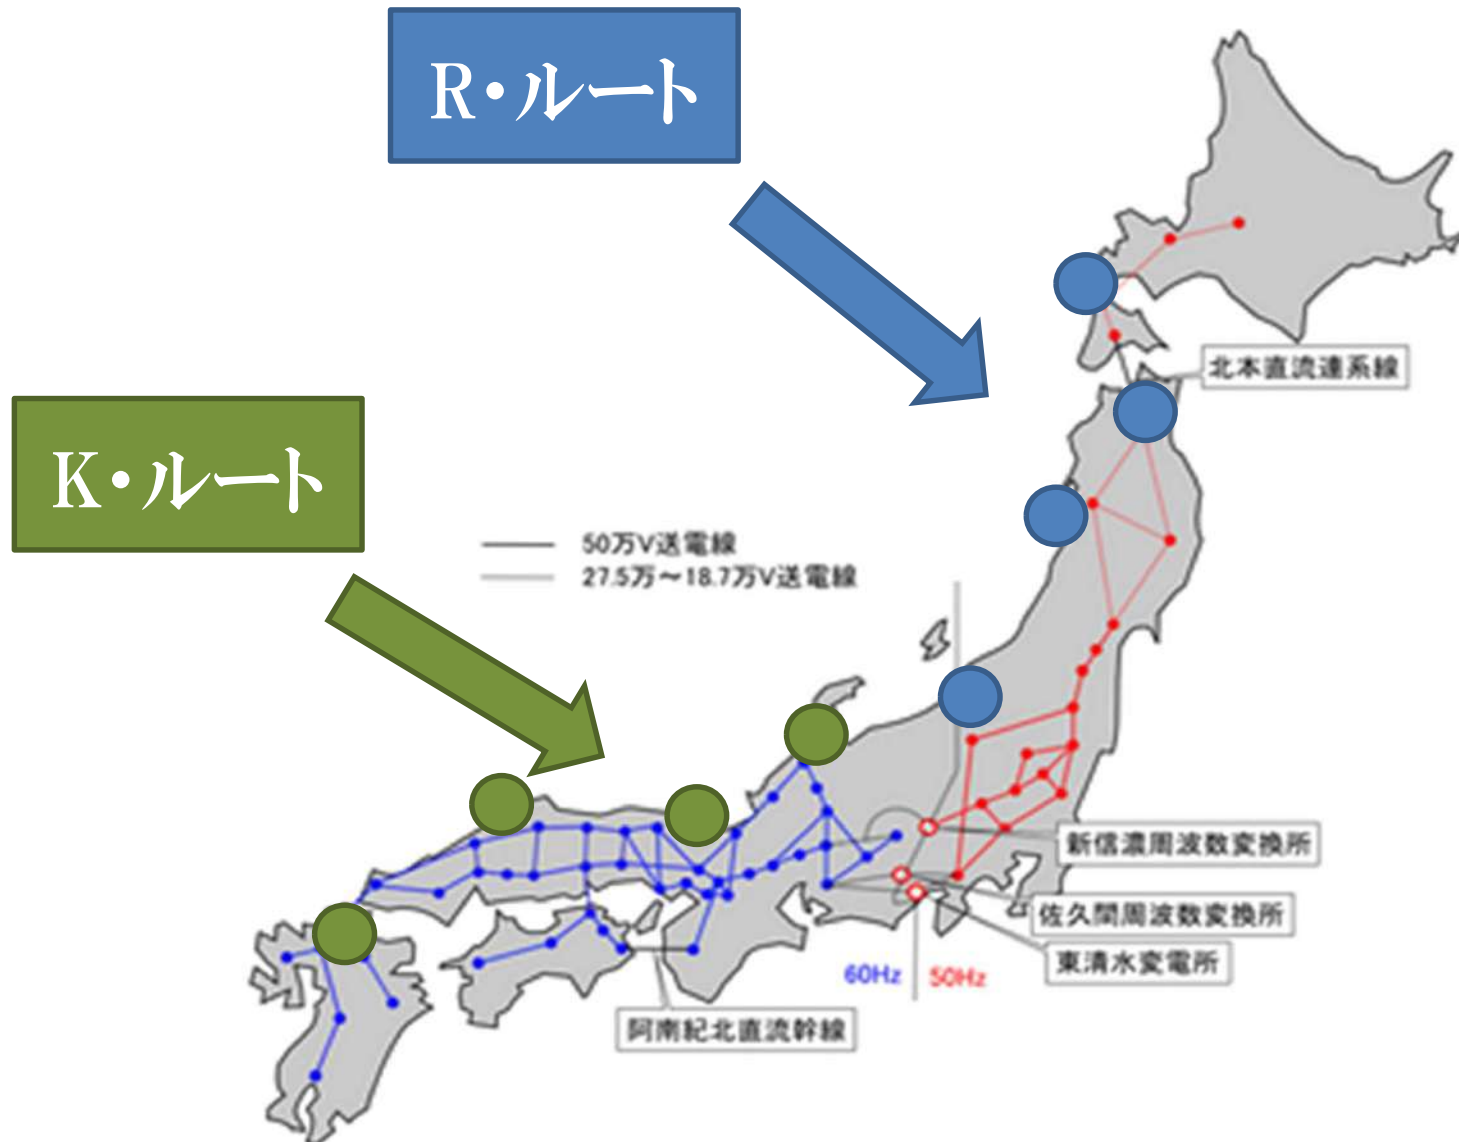 R・ルート
北本直流連系線
K・ルート
50万V送電線
27.5万～18.7万V送電線
新信濃周波数変換所
佐久間周波数変換所
東清水変電所
60Hz
50Hz
阿南紀北直流幹線